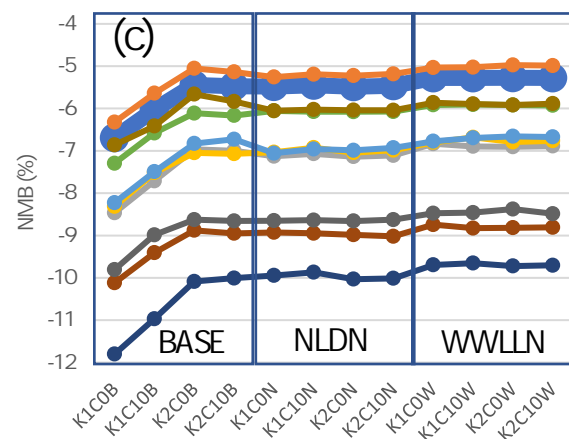 (c)
-4
-5
-6
-7
-8
-9
-10
-11
-12
NMB (%)
BASE NLDN WWLLN
K1C0B K1C10B K2C0B K2C10B K1C0N K1C10N K2C0N K2C10N K1C0W K1C10W K2C0W K2C10W